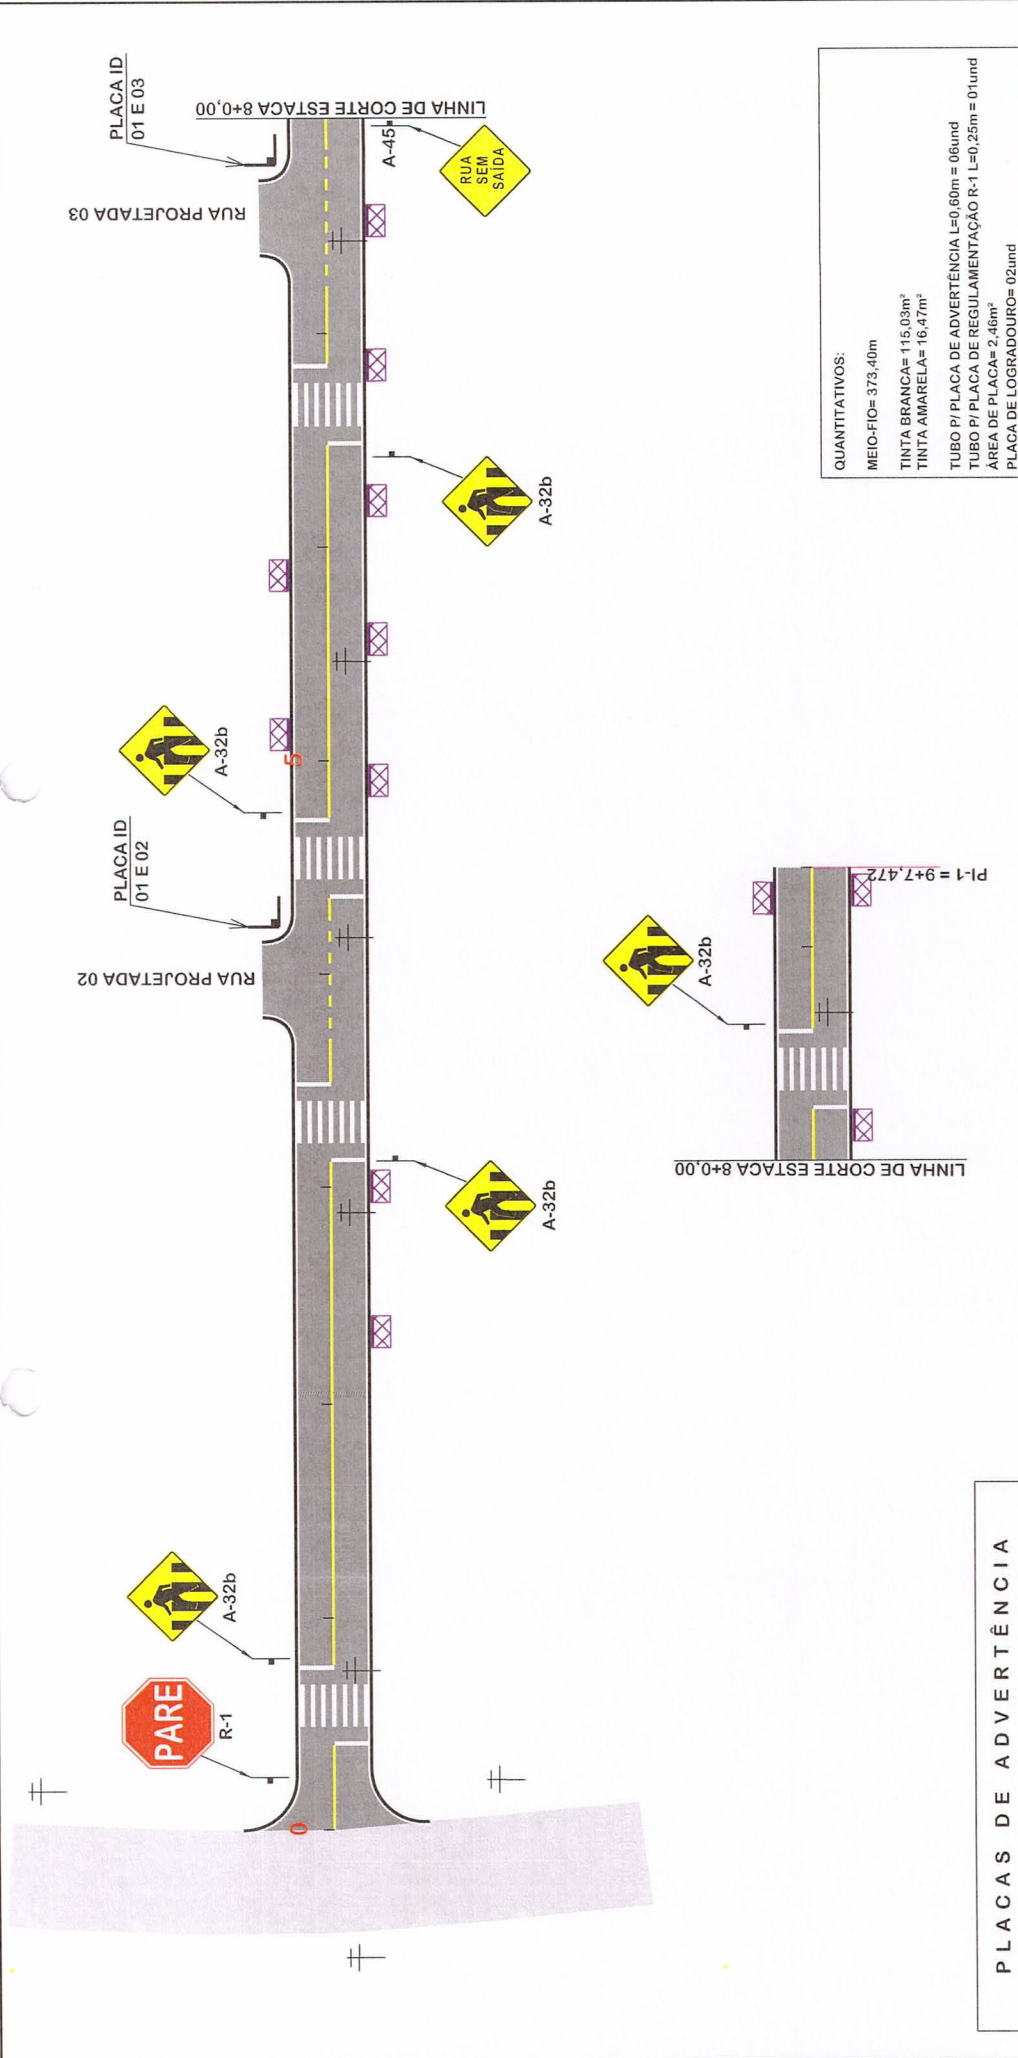 PLACA ID
01 E 03
LINHA DE CORTE ESTACA 8+0,00
RUA PROJETADA 03
A-45
RUA
SEM
SAÍDA
A-32b
A-32b
5
PLACA ID
01 E 02
RUA PROJETADA 02
A-32b
A-32b
PARE
R-1
0
A-32b
PI-1 = 9+7,472
LINHA DE CORTE ESTACA 8+0,00
QUANTITATIVOS:
MEIO-FIO= 373,40m
TINTA BRANCA= 115,03m²
TINTA AMARELA= 16,47m²
TUBO P/ PLACA DE ADVERTÊNCIA L=0,60m = 06und
TUBO P/ PLACA DE REGULAMENTAÇÃO R-1 L=0,25m = 01und
ÁREA DE PLACA= 2,46m²
PLACA DE LOGRADOURO= 02und
PLACAS DE ADVERTÊNCIA